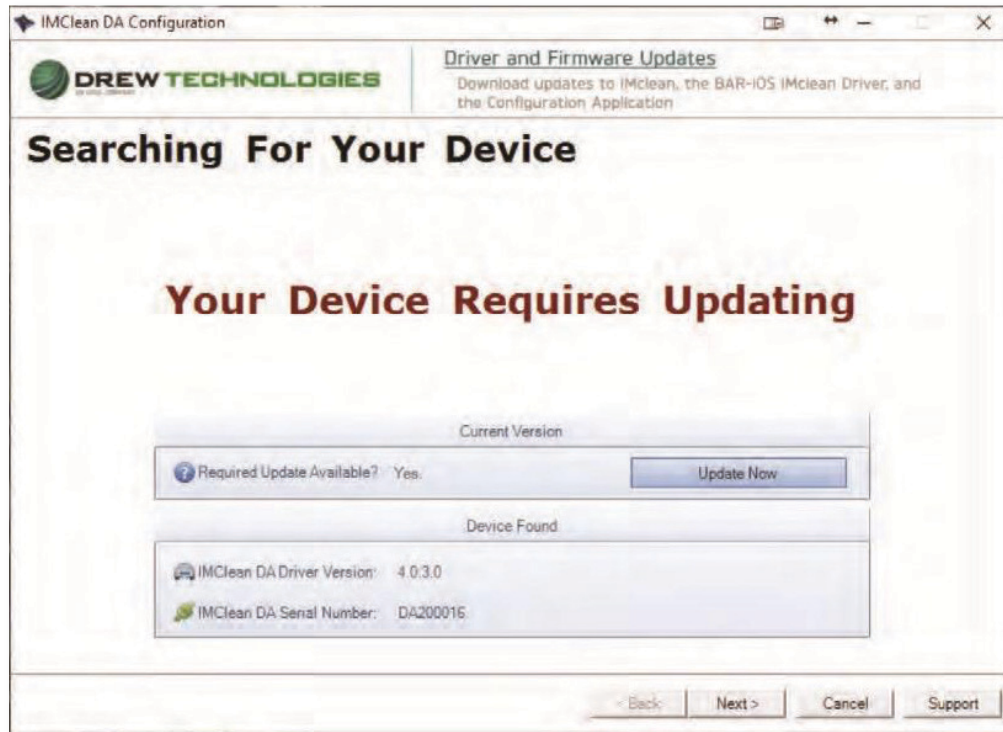 IMClean DA Configuration
DREW TECHNOLOGIES
Driver and Firmware Updates
Download updates to IMclean, the BAR-iOS IMclean Driver, and
the Configuration Application
Searching For Your Device
Your Device Requires Updating
Current Version
Required Update Available? Yes.
Update Now
Device Found
IMClean DA Driver Version: 4.0.3.0
IMClean DA Serial Number: DA200016
< Back Next > Cancel Support